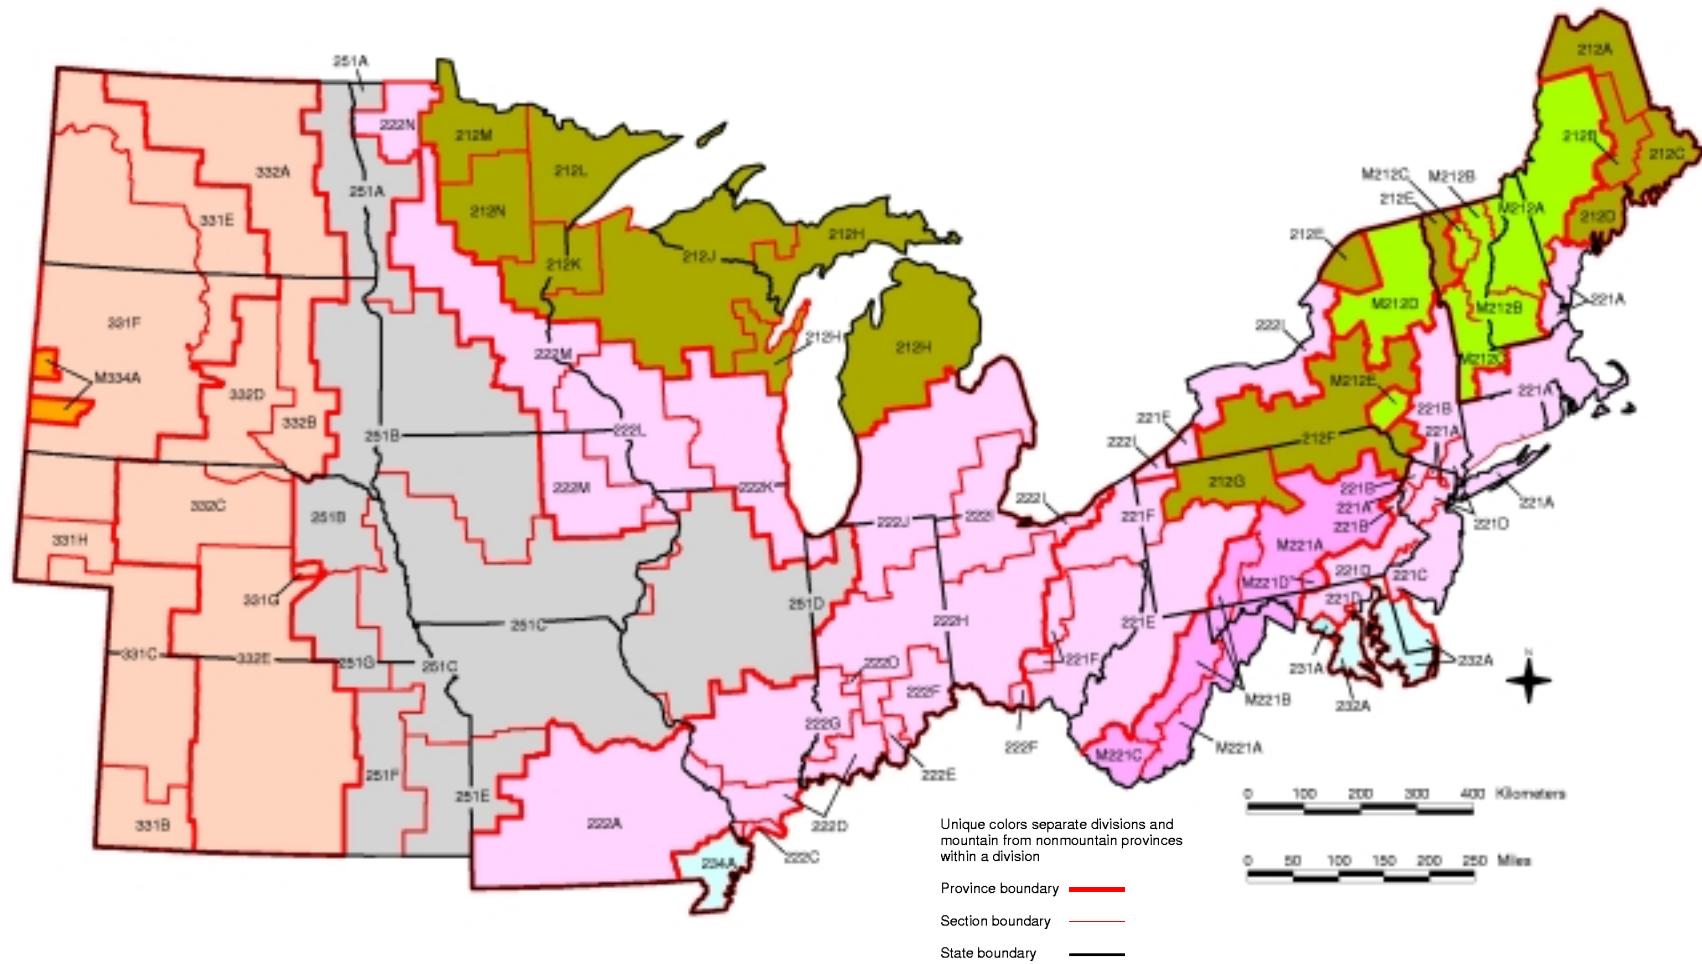 251A
212A
222N
212M
212B
212C
212L
332A
251A
M212C
M212B
212E
M212A
212N
331E
212D
212H
212E
212J
212K
M212D
221A
M212B
331F
222I
212H
222M
212H
M212C
M334A
M212E
332D
221A
332B
221B
221F
221A
251B
222L
222I
212F
212G
222M
222K
221B
332C
222I
221A
221A
251B
221F
221B
221D
222J
222I
331H
M221A
221D
221C
M221D
331G
251D
221D
222H
221E
251C
331C
332E
251G
251C
222D
221F
231A
232A
222F
M221B
232A
N
222G
222F
M221C
M221A
251F
222E
251E
0 100 200 300 400 Kilometers
331B
222A
222D
Unique colors separate divisions and
mountain from nonmountain provinces
within a division
222C
234A
0 50 100 150 200 250 Miles
Province boundary
Section boundary
State boundary